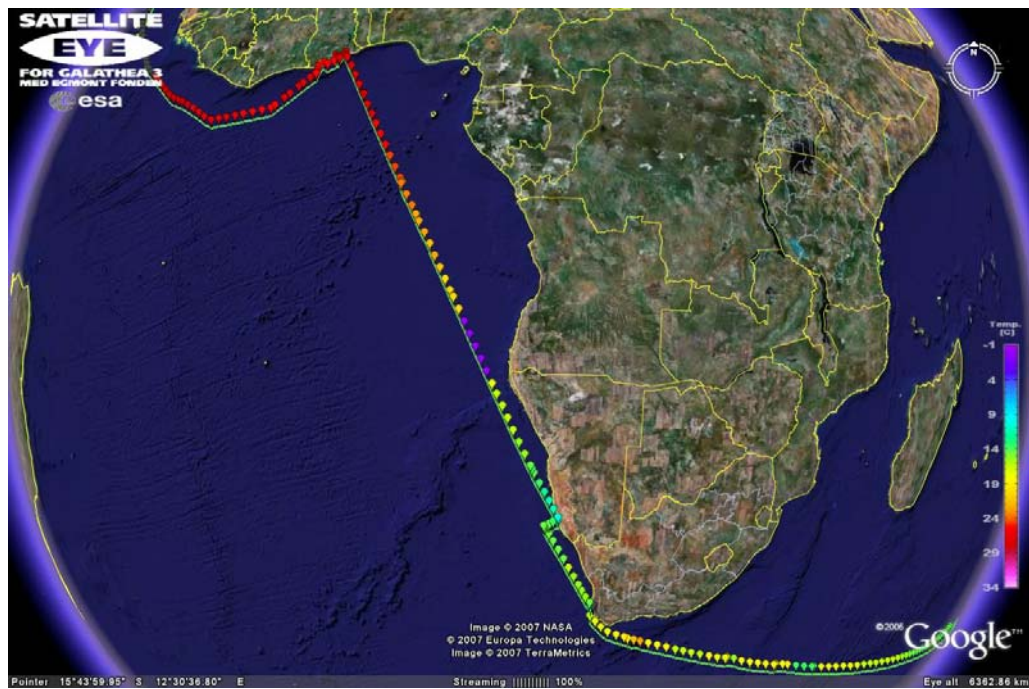 SATELLITE
EYE
FOR GALATHEA 3
MED EGMONT FONDEN
esa
N
Temp.
[C]
-1
4
9
14
19
24
29
34
Image © 2007 NASA
© 2007 Europa Technologies
Image © 2007 TerraMetrics
©2006 Google™
Pointer 15°43'59.95" S 12°30'36.80" E Streaming |||||||||| 100% Eye alt 6362.86 km